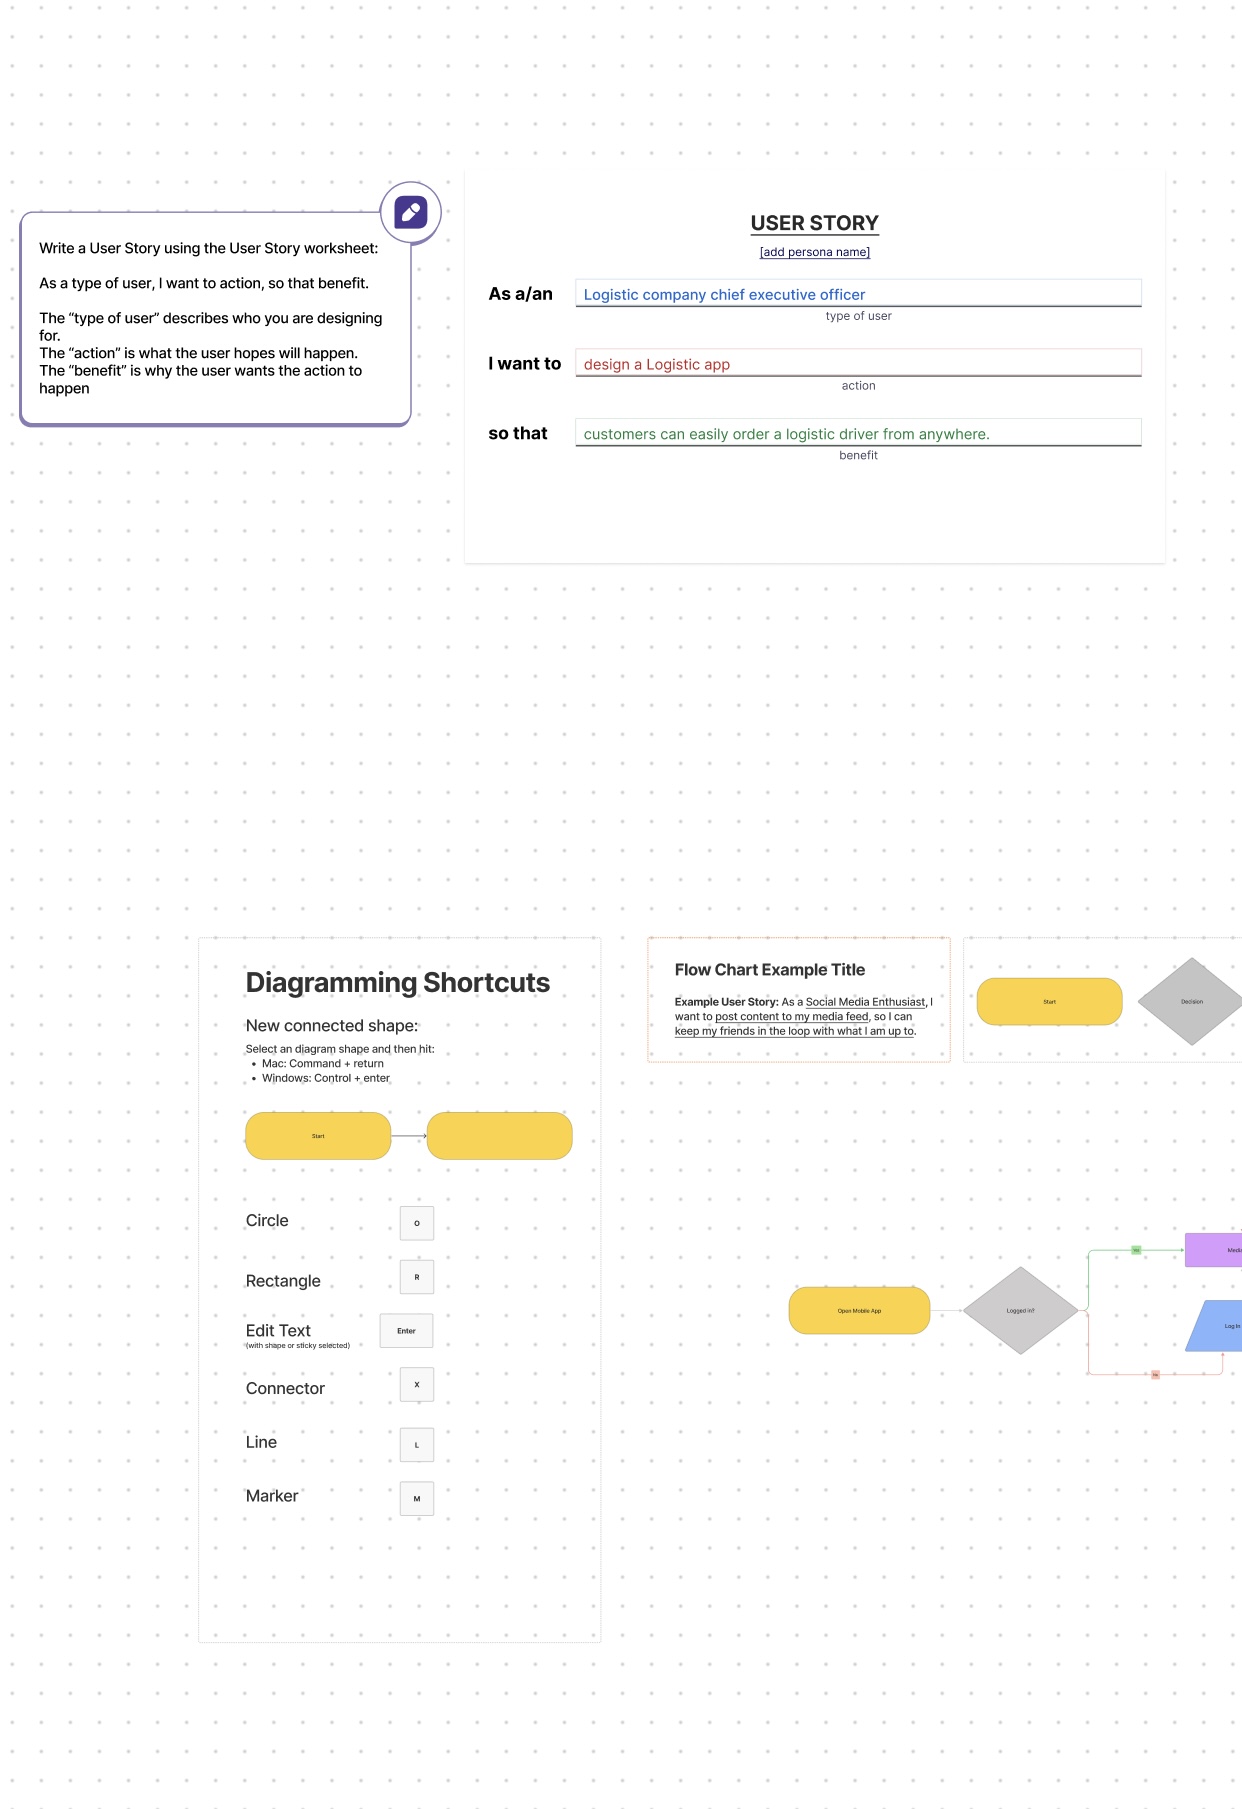 Write a User Story using the User Story worksheet:
As a type of user, I want to action, so that benefit.
The “type of user” describes who you are designing
for.
The “action” is what the user hopes will happen.
The “benefit” is why the user wants the action to
happen
USER STORY
[add persona name]
As a/an
Logistic company chief executive officer
type of user
I want to
design a Logistic app
action
so that
customers can easily order a logistic driver from anywhere.
benefit
Diagramming Shortcuts
New connected shape:
Select an diagram shape and then hit:
• Mac: Command + return
• Windows: Control + enter
Start
Circle
O
Rectangle
R
Edit Text
(with shape or sticky selected)
Enter
Connector
X
Line
L
Marker
M
Flow Chart Example Title
Example User Story: As a Social Media Enthusiast, I
want to post content to my media feed, so I can
keep my friends in the loop with what I am up to.
Start
Decision
Open Mobile App
Logged in?
Media
Log In